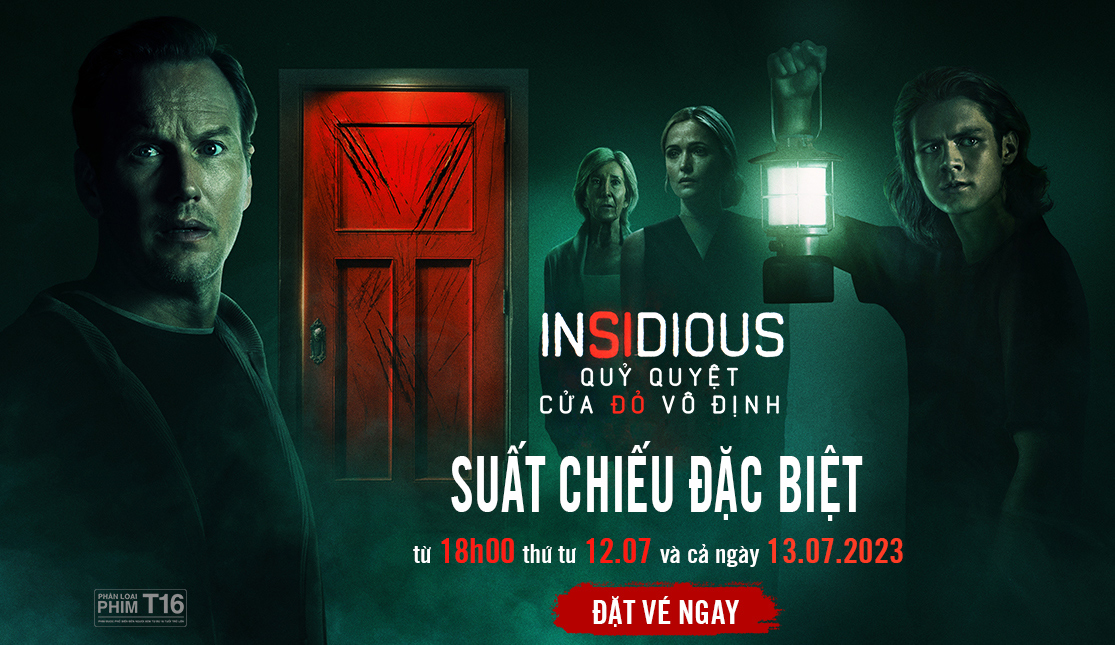 INSIDIOUS
QUỶ QUYỆT
CỬA ĐỎ VÔ ĐỊNH
SUẤT CHIẾU ĐẶC BIỆT
từ 18h00 thứ tư 12.07 và cả ngày 13.07.2023
ĐẶT VÉ NGAY
PHÂN LOẠI
PHIM T16